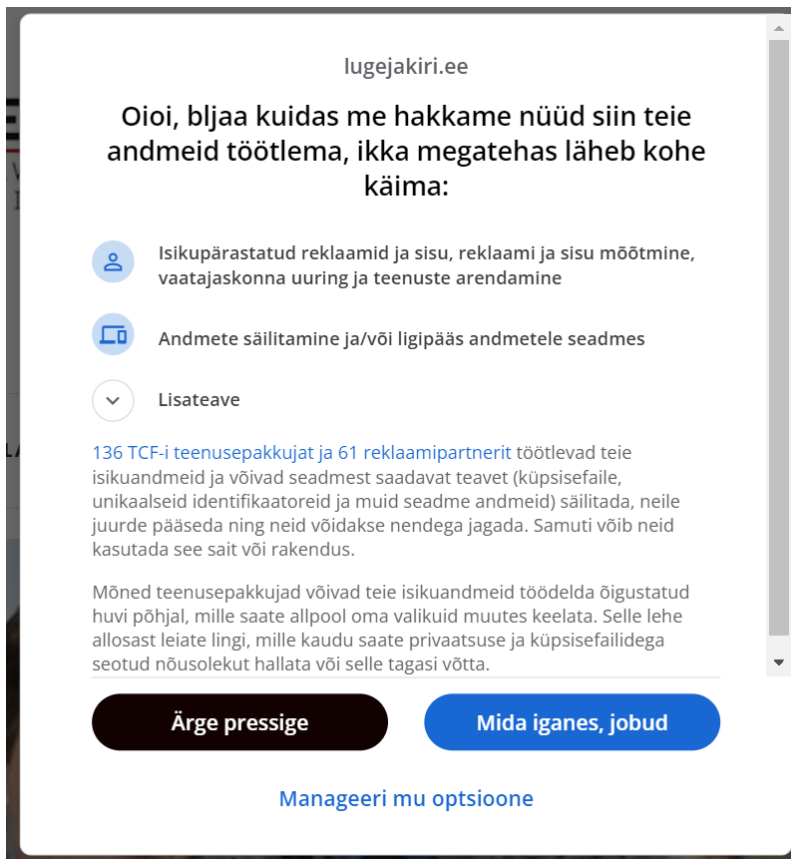 lugejakiri.ee
Oioi, bljaa kuidas me hakkame nüüd siin teie
andmeid töötlema, ikka megatehas läheb kohe
käima:
Isikupärastatud reklaamid ja sisu, reklaami ja sisu mõõtmine,
vaatajaskonna uuring ja teenuste arendamine
Andmete säilitamine ja/või ligipääs andmetele seadmes
Lisateave
136 TCF-i teenusepakkujat ja 61 reklaamipartnerit töötlevad teie
isikuandmeid ja võivad seadmest saadavat teavet (küpsisefaile,
unikaalseid identifikaatoreid ja muid seadme andmeid) säilitada, neile
juurde pääseda ning neid võidakse nendega jagada. Samuti võib neid
kasutada see sait või rakendus.
Mõned teenusepakkujad võivad teie isikuandmeid töödelda õigustatud
huvi põhjal, mille saate allpool oma valikuid muutes keelata. Selle lehe
allosast leiate lingi, mille kaudu saate privaatsuse ja küpsisefailidega
seotud nõusolekut hallata või selle tagasi võtta.
Ärge pressige
Mida iganes, jobud
Manageeri mu optsioone